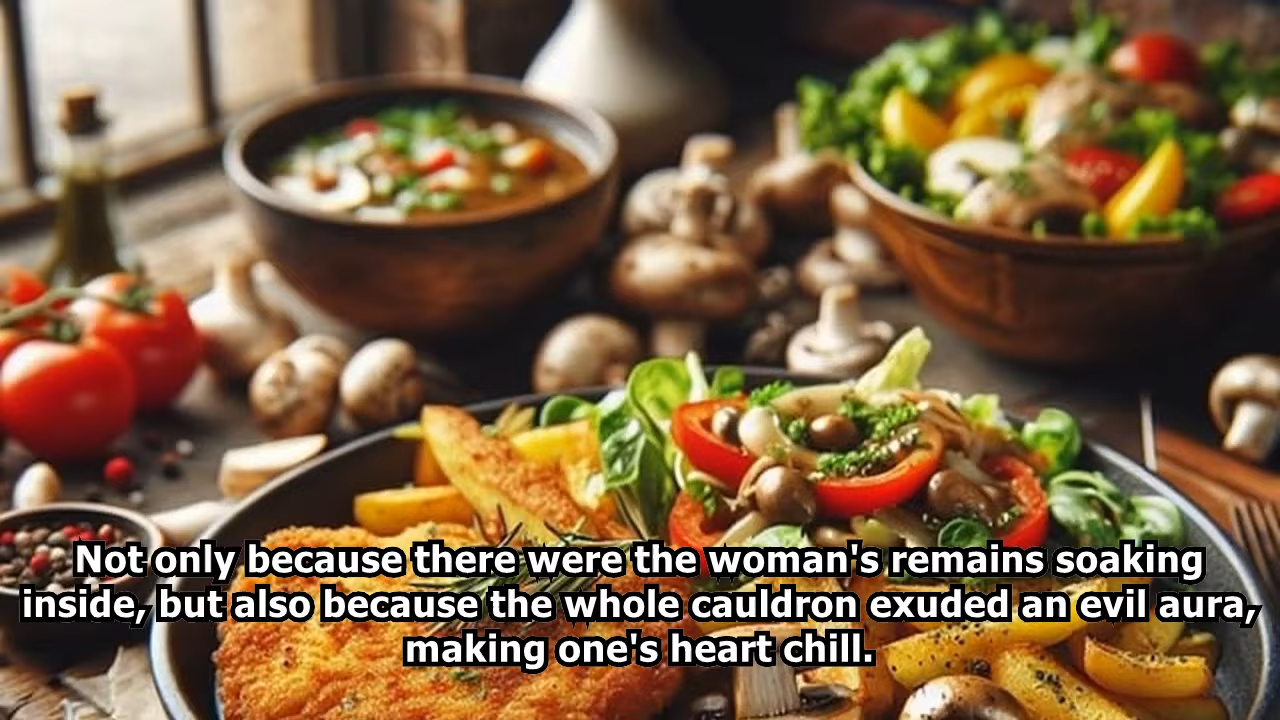 Not only because there were the woman's remains soaking
inside, but also because the whole cauldron exuded an evil aura,
making one's heart chill.